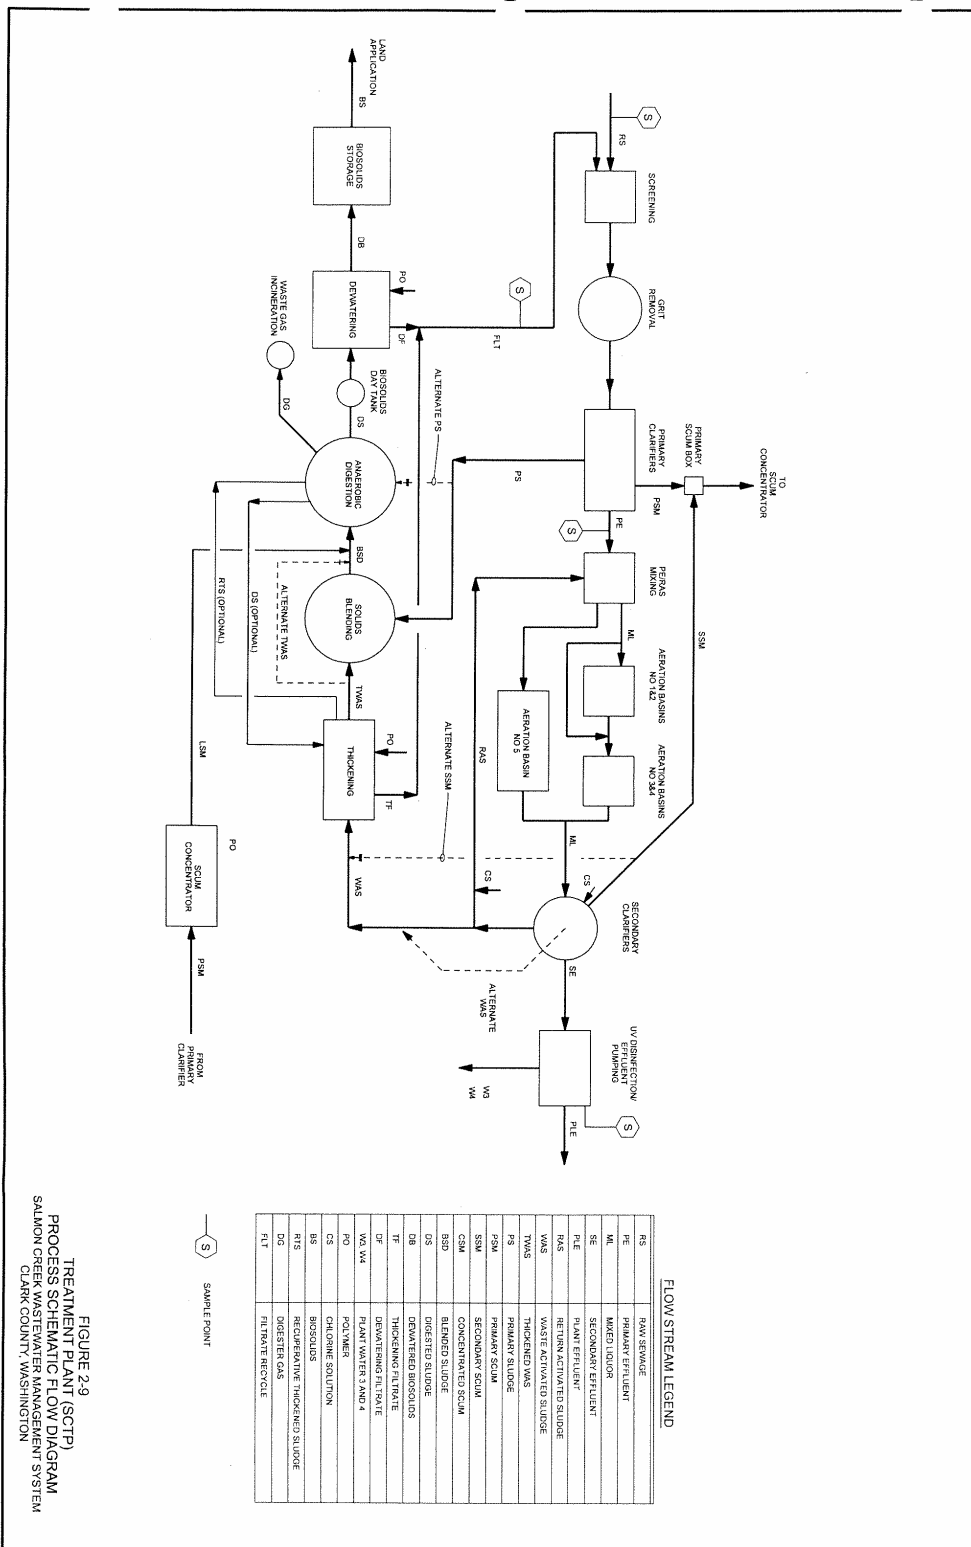 TO
SCUM
CONCENTRATOR
PRIMARY
SCUM BOX
SSM
S
RS
SCREENING
GRIT
REMOVAL
PRIMARY
CLARIFIERS
PSM
PE
S
PE/RAS
MIXING
ML
AERATION BASINS
NO 1&2
AERATION BASINS
NO 3&4
AERATION BASIN
NO 5
ML
CS
SECONDARY
CLARIFIERS
SE
UV DISINFECTION/
EFFLUENT
PUMPING
S
PLE
W3
W4
S
FLT
PS
RAS
CS
ALTERNATE
WAS
ALTERNATE PS
ALTERNATE SSM
LAND
APPLICATION
BS
BIOSOLIDS
STORAGE
DB
PO
DEWATERING
DF
BIOSOLIDS
DAY TANK
DS
ANAEROBIC
DIGESTION
BSD
SOLIDS
BLENDING
TWAS
PO
THICKENING
TF
WAS
WASTE GAS
INCINERATION
DG
ALTERNATE TWAS
DS (OPTIONAL)
RTS (OPTIONAL)
LSM
PO
SCUM
CONCENTRATOR
PSM
FROM
PRIMARY
CLARIFIER
FLOW STREAM LEGEND
RS RAW SEWAGE
PE PRIMARY EFFLUENT
ML MIXED LIQUOR
SE SECONDARY EFFLUENT
PLE PLANT EFFLUENT
RAS RETURN ACTIVATED SLUDGE
WAS WASTE ACTIVATED SLUDGE
TWAS THICKENED WAS
PS PRIMARY SLUDGE
PSM PRIMARY SCUM
SSM SECONDARY SCUM
CSM CONCENTRATED SCUM
BSD BLENDED SLUDGE
DS DIGESTED SLUDGE
DB DEWATERED BIOSOLIDS
TF THICKENING FILTRATE
DF DEWATERING FILTRATE
W3, W4 PLANT WATER 3 AND 4
PO POLYMER
CS CHLORINE SOLUTION
BS BIOSOLIDS
RTS RECUPERATIVE THICKENED SLUDGE
DG DIGESTER GAS
FLT FILTRATE RECYCLE
S SAMPLE POINT
FIGURE 2-9
TREATMENT PLANT (SCTP)
PROCESS SCHEMATIC FLOW DIAGRAM
SALMON CREEK WASTEWATER MANAGEMENT SYSTEM
CLARK COUNTY, WASHINGTON